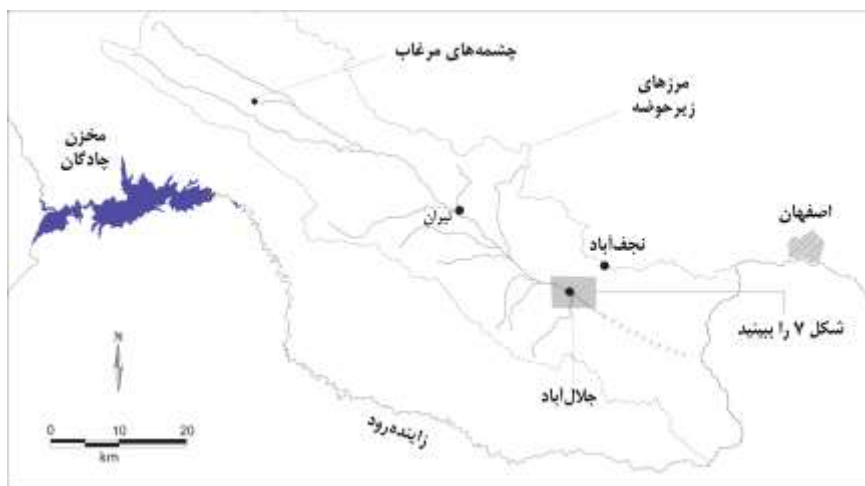 چشمه‌های مرغاب
مرزهای
زیرحوضه
مخزن
چادگان
اصفهان
تیران
نجف‌آباد
شکل ۷ را ببینید
جلال‌آباد
زاینده‌رود
N
0 10 20
km